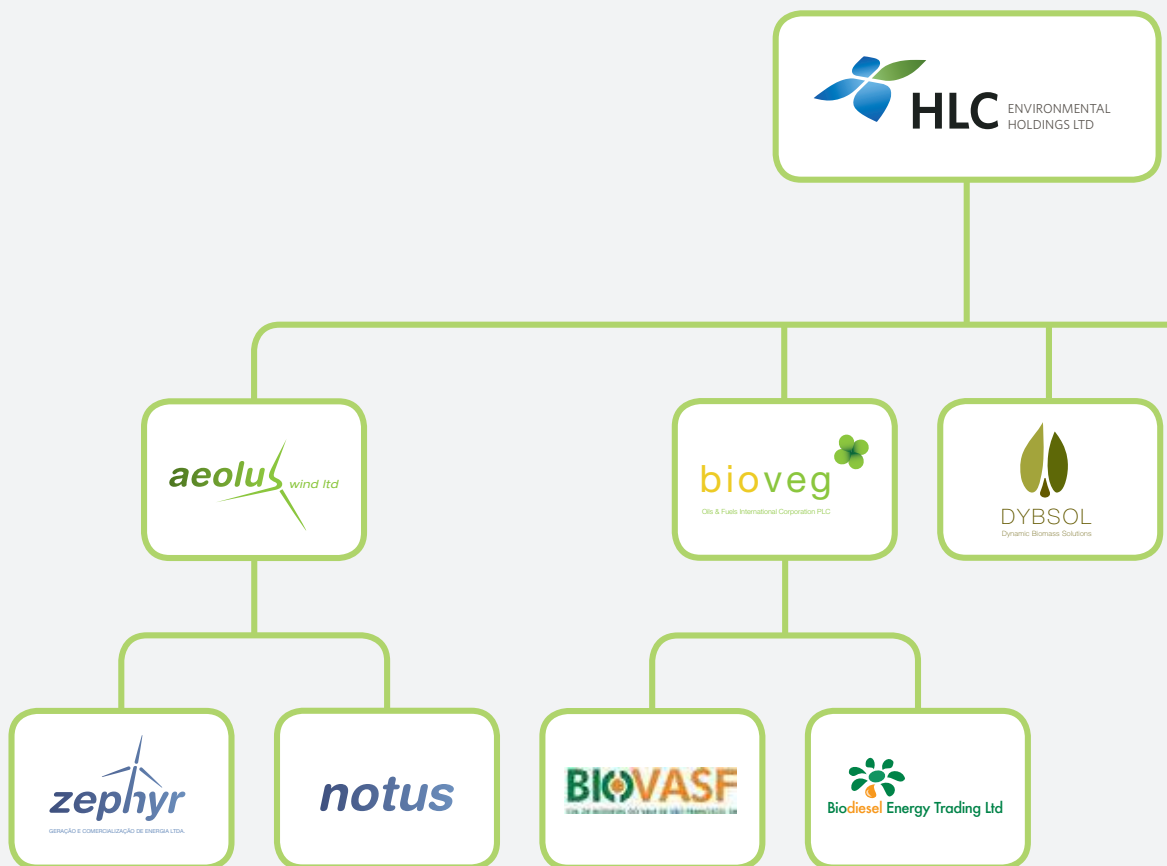 HLC ENVIRONMENTAL
HOLDINGS LTD
aeolus wind ltd
bioveg
Oils & Fuels International Corporation PLC
DYBSOL
Dynamic Biomass Solutions
zephyr
GERAÇÃO E COMERCIALIZAÇÃO DE ENERGIA LTDA.
notus
BIOVASF
Biodiesel Energy Trading Ltd